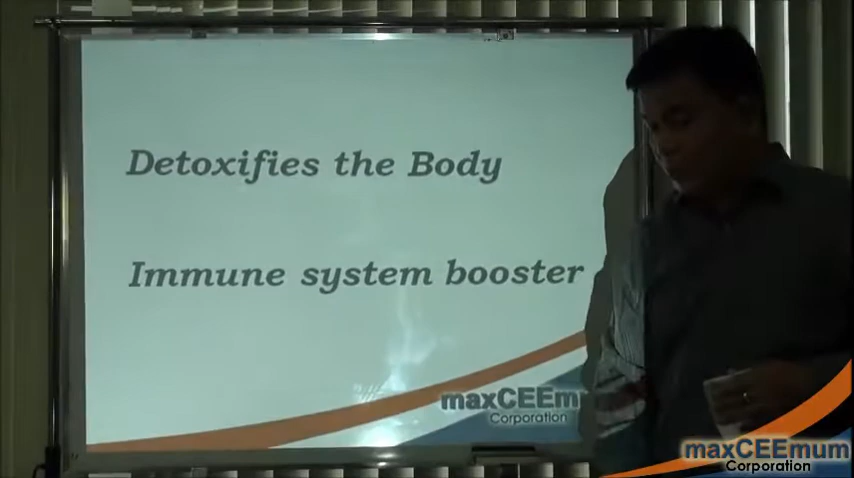 Detoxifies the Body
Immune system booster
maxCEEm
Corporation
maxCEEmum
Corporation